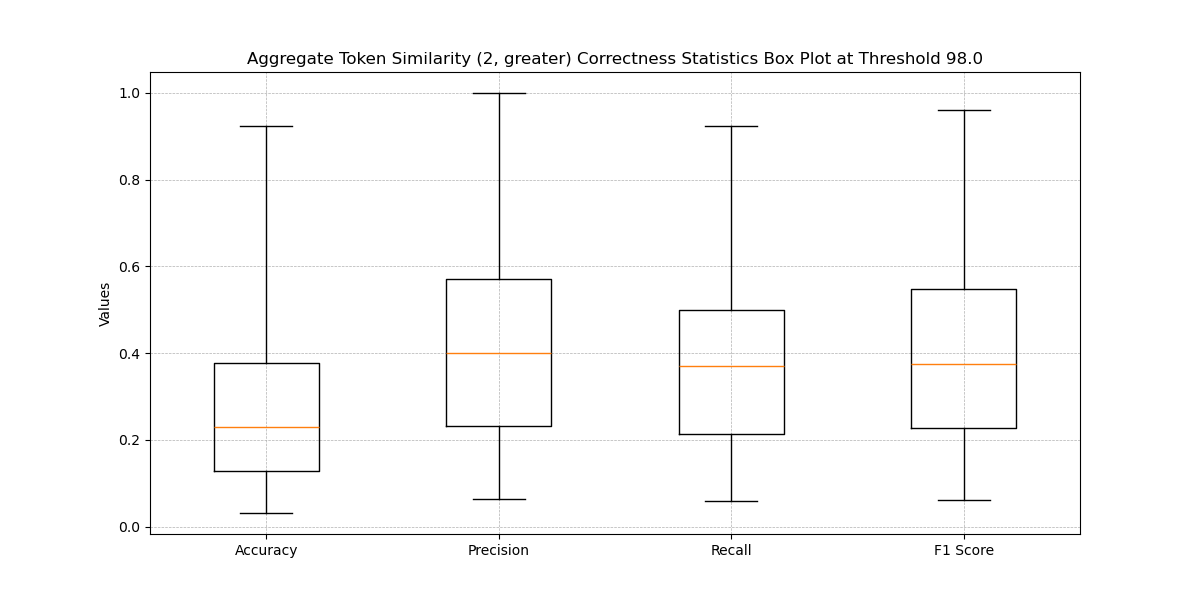 Aggregate Token Similarity (2, greater) Correctness Statistics Box Plot at Threshold 98.0
1.0
0.8
0.6
0.4
0.2
0.0
Values
Accuracy Precision Recall F1 Score